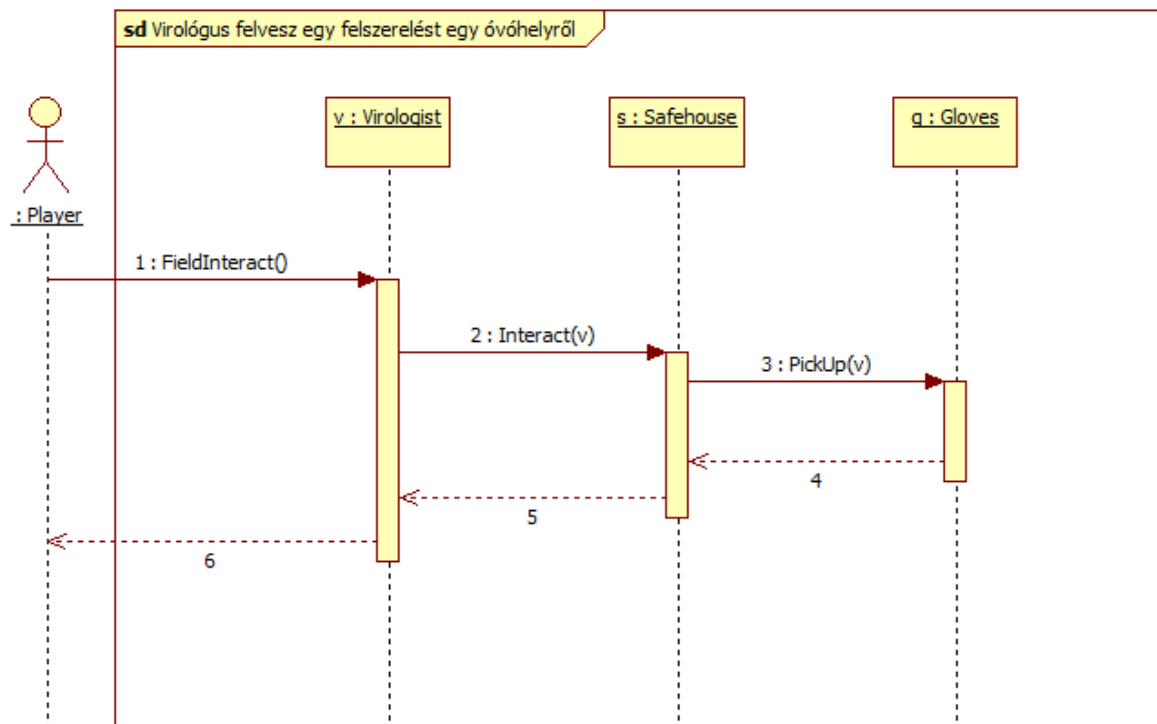 sd Virológus felvesz egy felszerelést egy óvóhelyről
v : Virologist
s : Safehouse
g : Gloves
: Player
1 : FieldInteract()
2 : Interact(v)
3 : PickUp(v)
4
5
6